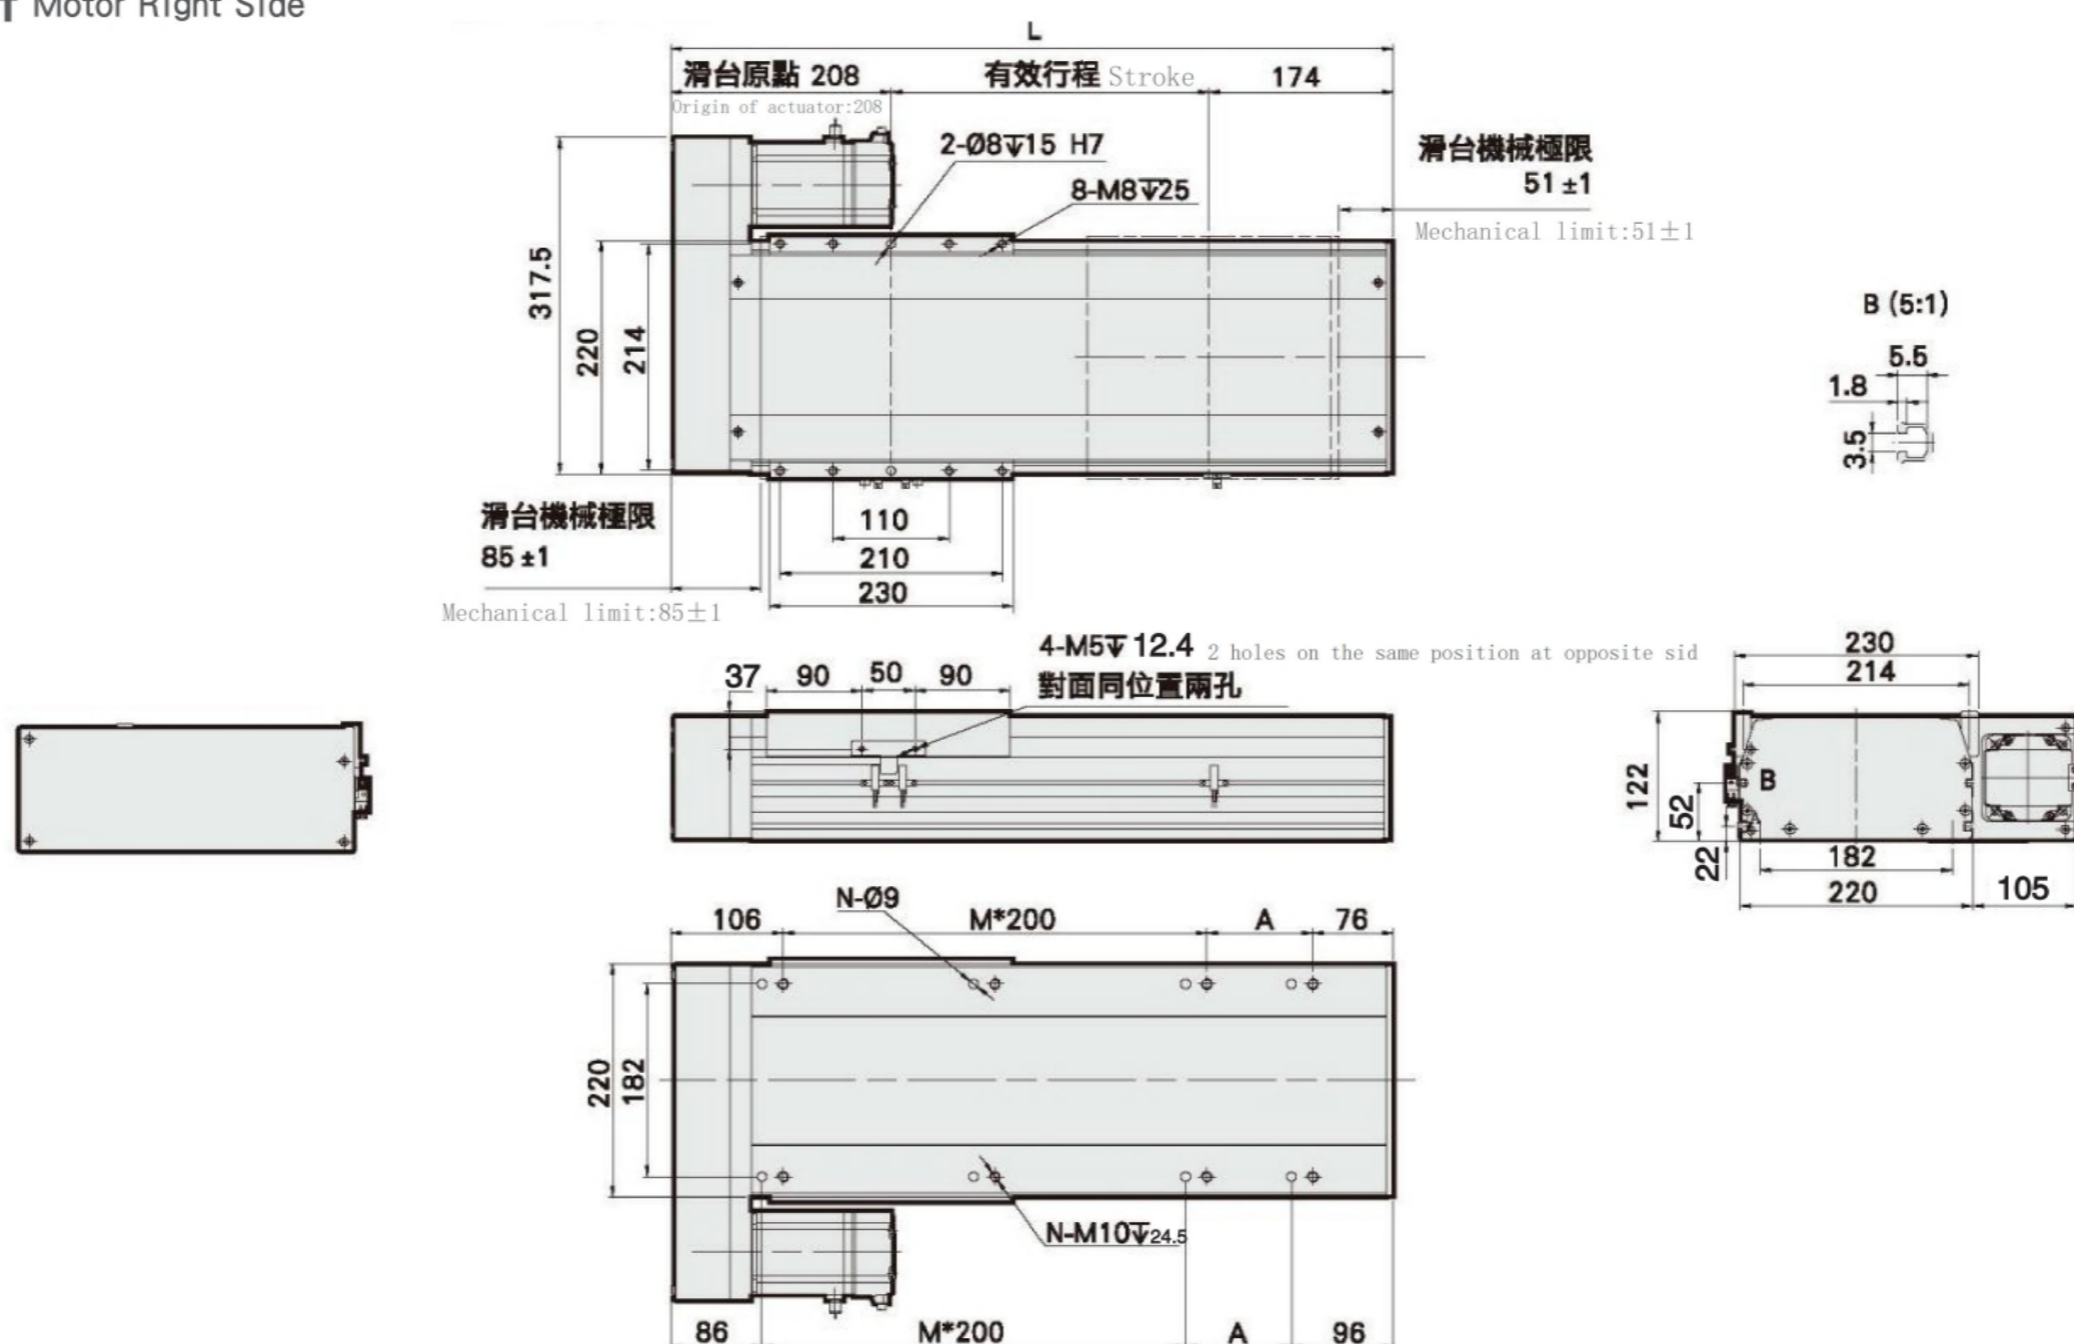 Motor Right Side
L
滑台原點 208
有效行程 Stroke
174
Origin of actuator:208
2-Ø8↧15 H7
8-M8↧25
滑台機械極限
51 ±1
Mechanical limit:51±1
317.5
220
214
B (5:1)
5.5
1.8
3.5
滑台機械極限
85 ±1
Mechanical limit:85±1
110
210
230
4-M5↧12.4 2 holes on the same position at opposite sid
對面同位置兩孔
37
90
50
90
230
214
122
52
22
B
182
220
105
N-Ø9
106
M*200
A
76
220
182
N-M10↧24.5
86
M*200
A
96